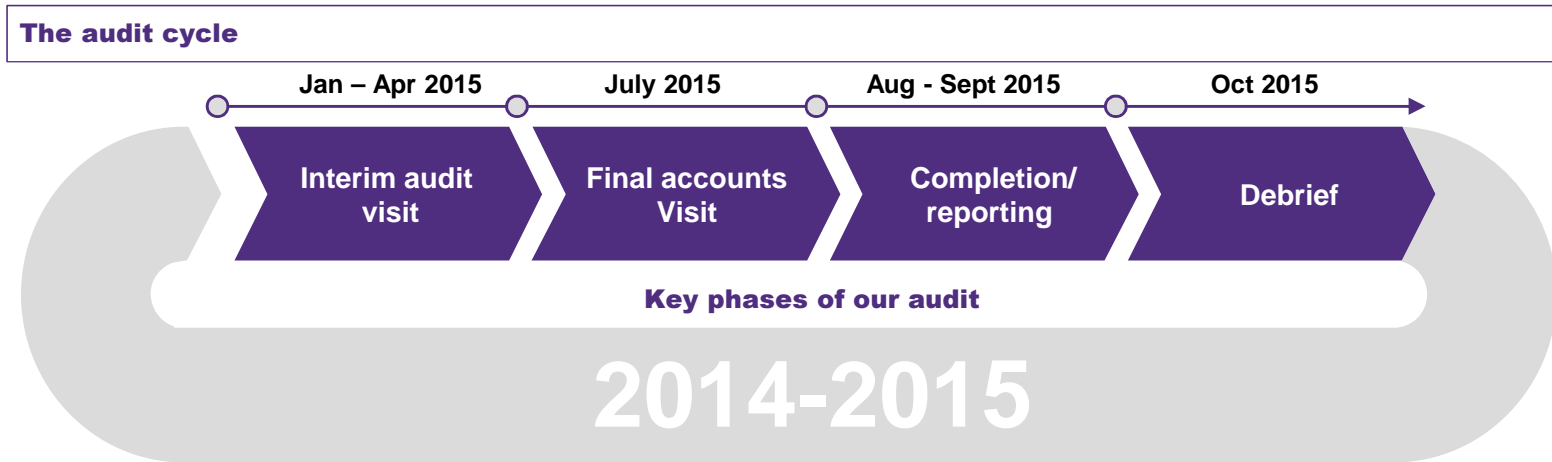 The audit cycle
Jan – Apr 2015
July 2015
Aug - Sept 2015
Oct 2015
Interim audit
visit
Final accounts
Visit
Completion/
reporting
Debrief
Key phases of our audit
2014-2015